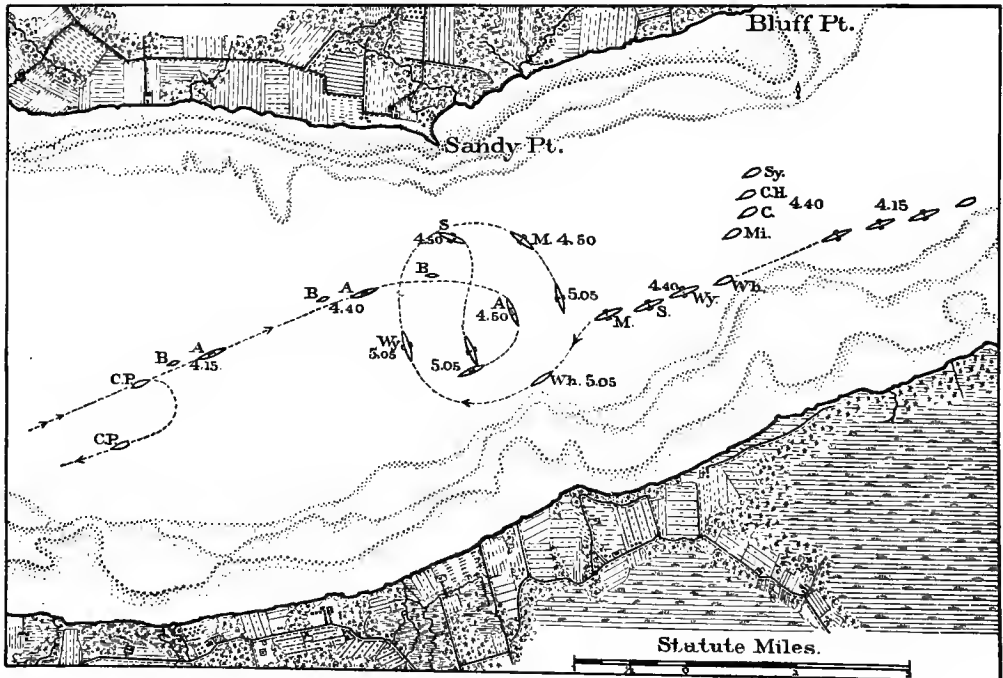 Bluff Pt.
Sandy Pt.
Sy.
C.H.
4.40
C.
Mi.
4.15
S
4.50
M. 4.50
B
A
B
4.40
A
4.50
5.05
4.40
Wy.
Wh.
M.
S.
Wy
5.05
5.05
A
B
4.15.
C.P.
Wh. 5.05
C.P.
Statute Miles.